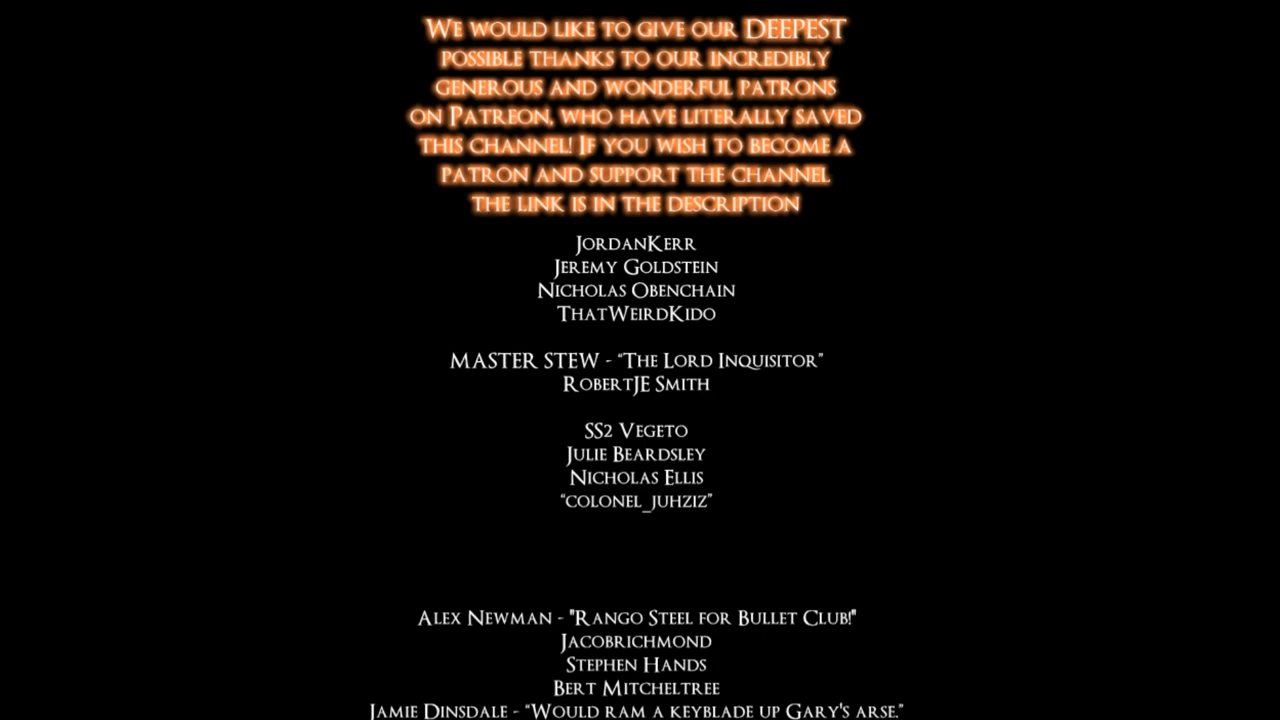 We would like to give our DEEPEST
possible thanks to our incredibly
generous and wonderful patrons
on Patreon, who have literally saved
this channel! If you wish to become a
patron and support the channel
the link is in the description
JordanKerr
Jeremy Goldstein
Nicholas Obenchain
ThatWeirdKido
MASTER STEW - “The Lord Inquisitor”
RobertJE Smith
SS2 Vegeto
Julie Beardsley
Nicholas Ellis
“colonel_juhziz”
Alex Newman - "Rango Steel for Bullet Club!"
Jacobrichmond
Stephen Hands
Bert Mitcheltree
Jamie Dinsdale - “Would ram a keyblade up Gary's arse.”